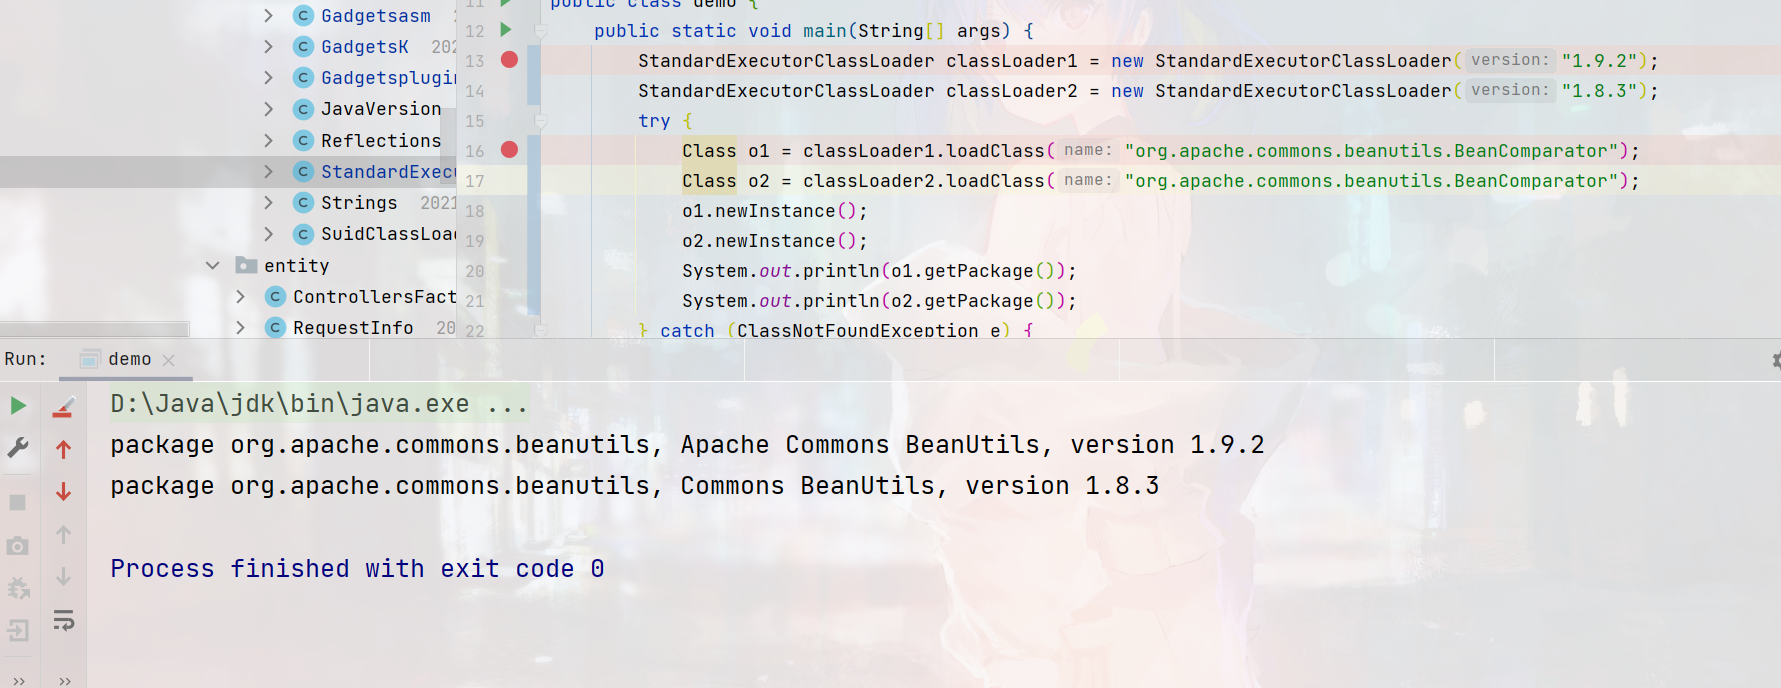 Gadgetsasm
GadgetsK 202
Gadgetsplugin
JavaVersion
Reflections
StandardExecu
Strings 2021
SuidClassLoad
entity
ControllersFact
RequestInfo 20
11 public class demo {
12 public static void main(String[] args) {
13 StandardExecutorClassLoader classLoader1 = new StandardExecutorClassLoader( version: "1.9.2");
14 StandardExecutorClassLoader classLoader2 = new StandardExecutorClassLoader( version: "1.8.3");
15 try {
16 Class o1 = classLoader1.loadClass( name: "org.apache.commons.beanutils.BeanComparator");
17 Class o2 = classLoader2.loadClass( name: "org.apache.commons.beanutils.BeanComparator");
18 o1.newInstance();
19 o2.newInstance();
20 System.out.println(o1.getPackage());
21 System.out.println(o2.getPackage());
22 } catch (ClassNotFoundException e) {
Run: demo
D:\Java\jdk\bin\java.exe ...
package org.apache.commons.beanutils, Apache Commons BeanUtils, version 1.9.2
package org.apache.commons.beanutils, Commons BeanUtils, version 1.8.3
Process finished with exit code 0